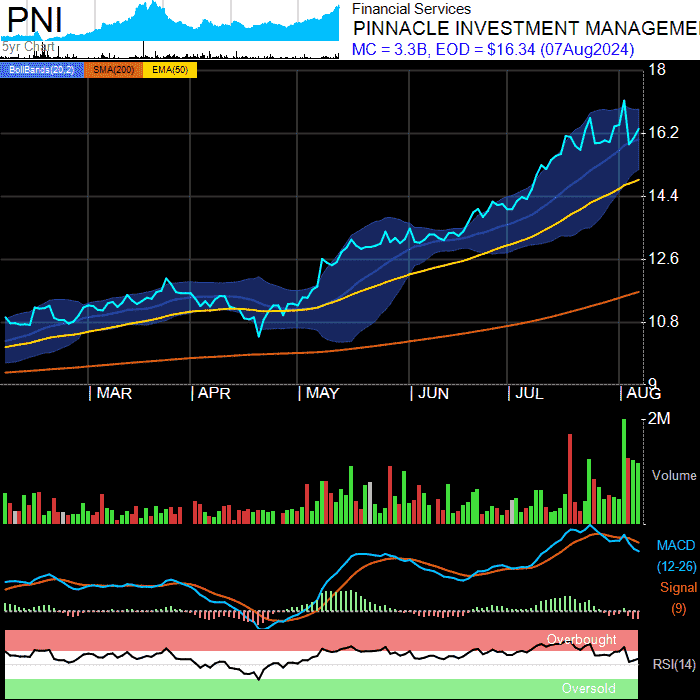 PNI
5yr Chart
Financial Services
PINNACLE INVESTMENT MANAGEME
MC = 3.3B, EOD = $16.34 (07Aug2024)
BollBands(20,2) SMA(200) EMA(50)
18
16.2
14.4
12.6
10.8
9
MAR APR MAY JUN JUL AUG
2M
Volume
MACD
(12-26)
Signal
(9)
Overbought
RSI(14)
Oversold